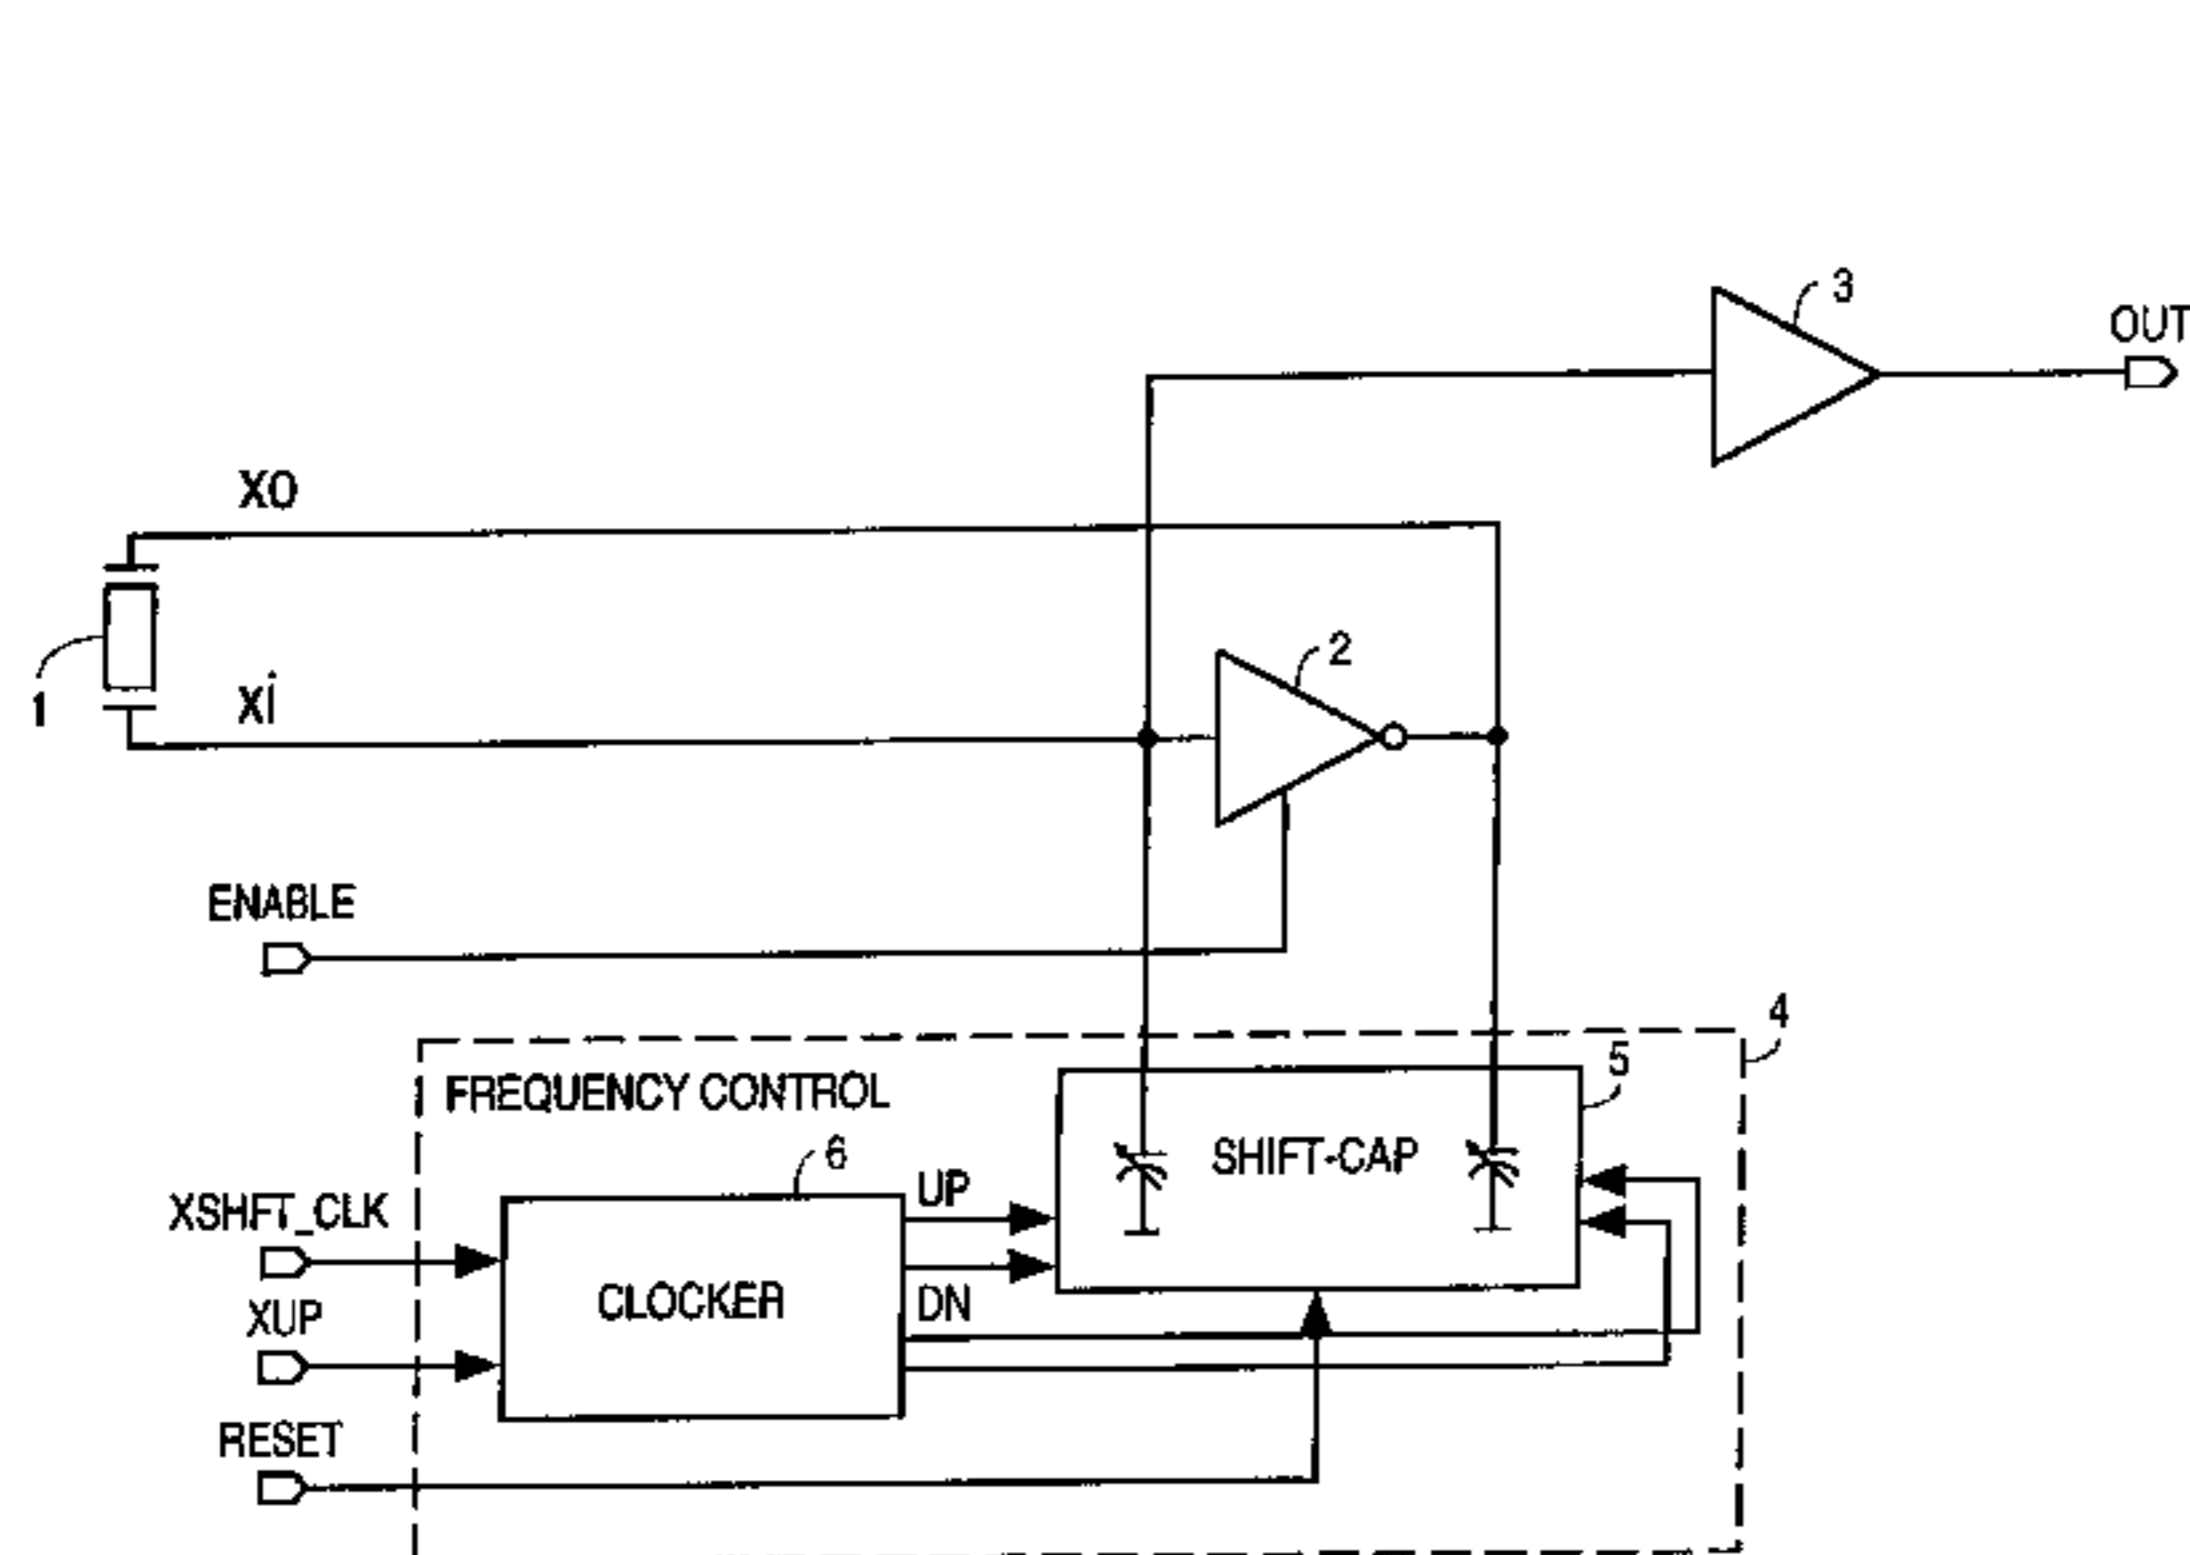 3
OUT
XO
2
1
Xi
ENABLE
4
5
FREQUENCY CONTROL
6
SHIFT-CAP
UP
XSHFT_CLK
CLOCKER
DN
XUP
RESET